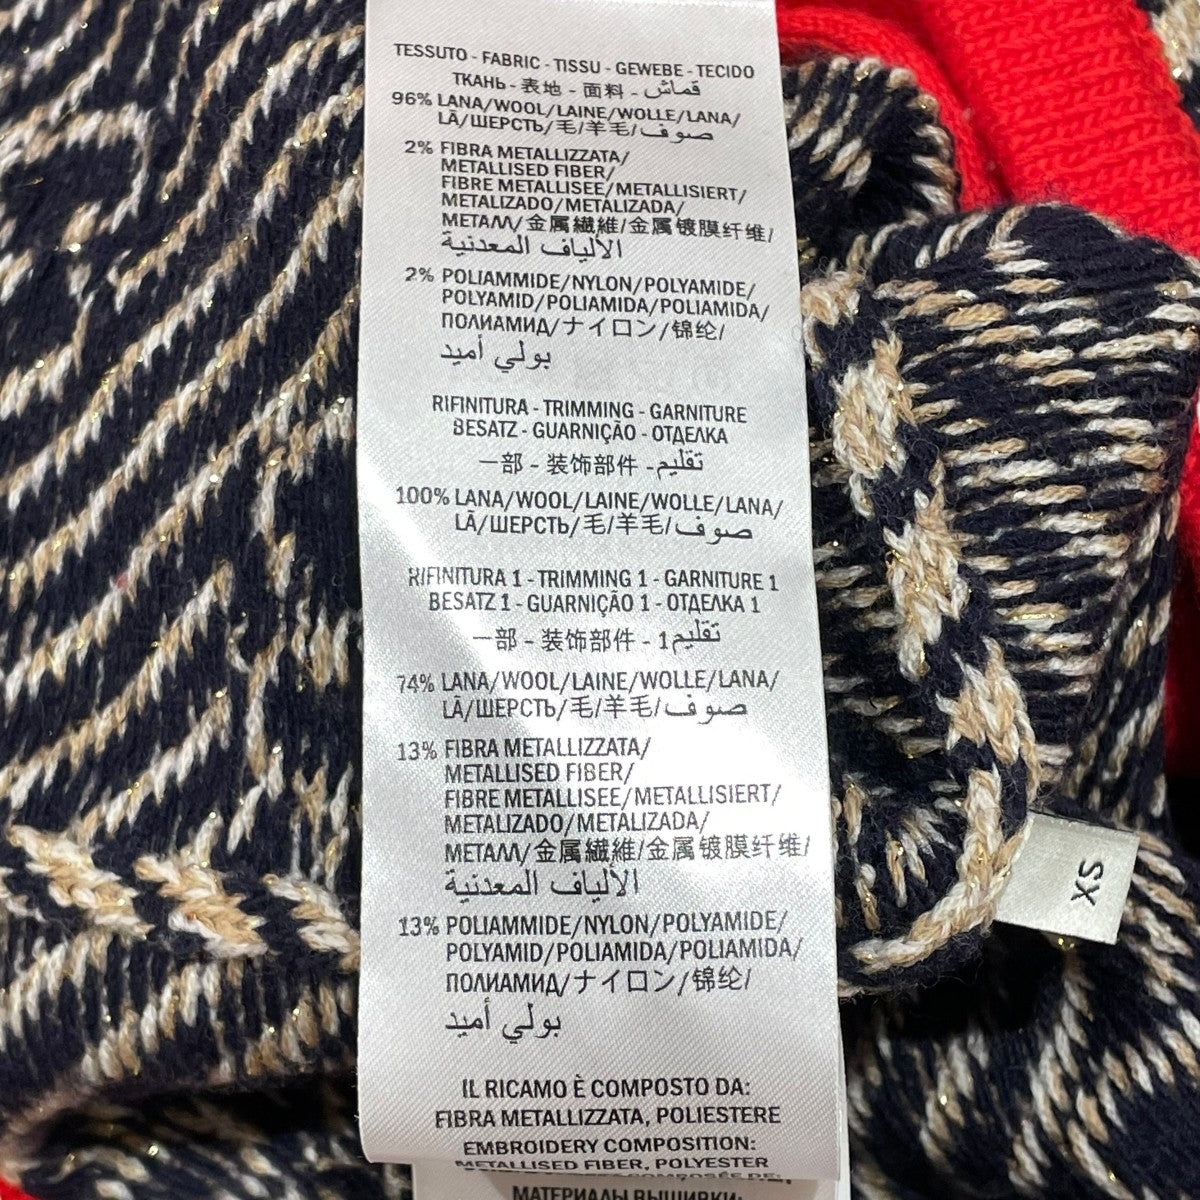 TESSUTO - FABRIC - TISSU - GEWEBE - TECIDO
ТКАНЬ - 表地 - 面料 - قماش
96% LANA/WOOL/LAINE/WOLLE/LANA/
LÃ/ШЕРСТЬ/毛/羊毛/صوف
2% FIBRA METALLIZZATA/
METALLISED FIBER/
FIBRE METALLISEE/METALLISIERT/
METALIZADO/METALIZADA/
МЕТАЛЛ/金属繊維/金属镀膜纤维/
الألياف المعدنية
2% POLIAMMIDE/NYLON/POLYAMIDE/
POLYAMID/POLIAMIDA/POLIAMIDA/
ПОЛИАМИД/ナイロン/锦纶/
بولي أميد
RIFINITURA - TRIMMING - GARNITURE
BESATZ - GUARNIÇÃO - ОТДЕЛКА
一部 - 装饰部件 - تقليم
100% LANA/WOOL/LAINE/WOLLE/LANA/
LÃ/ШЕРСТЬ/毛/羊毛/صوف
RIFINITURA 1 - TRIMMING 1 - GARNITURE 1
BESATZ 1 - GUARNIÇÃO 1 - ОТДЕЛКА 1
一部 - 装饰部件 - 1تقليم
74% LANA/WOOL/LAINE/WOLLE/LANA/
LÃ/ШЕРСТЬ/毛/羊毛/صوف
13% FIBRA METALLIZZATA/
METALLISED FIBER/
FIBRE METALLISEE/METALLISIERT/
METALIZADO/METALIZADA/
МЕТАЛЛ/金属繊維/金属镀膜纤维/
الألياف المعدنية
13% POLIAMMIDE/NYLON/POLYAMIDE/
POLYAMID/POLIAMIDA/POLIAMIDA/
ПОЛИАМИД/ナイロン/锦纶/
بولي أميد
IL RICAMO È COMPOSTO DA:
FIBRA METALLIZZATA, POLIESTERE
EMBROIDERY COMPOSITION:
METALLISED FIBER, POLYESTER
МАТЕРИАЛЫ ВЫШИВКИ:
XS